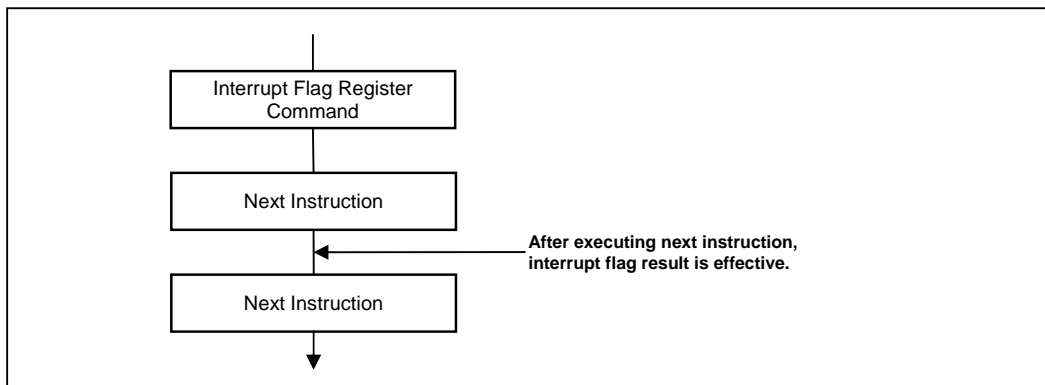 Interrupt Flag Register
Command
Next Instruction
After executing next instruction,
interrupt flag result is effective.
Next Instruction